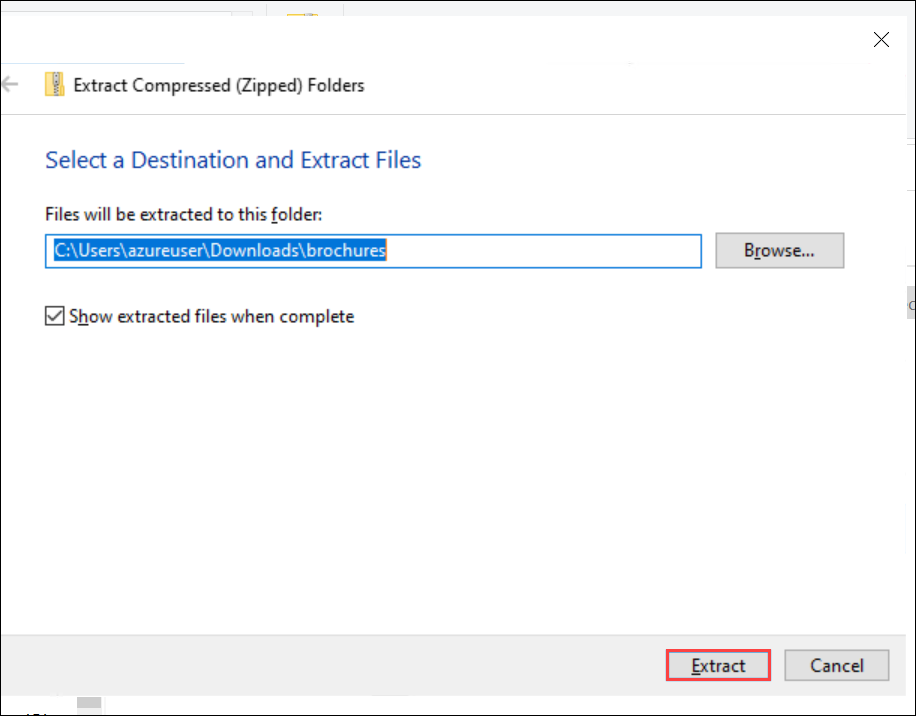 Extract Compressed (Zipped) Folders
Select a Destination and Extract Files
Files will be extracted to this folder:
C:\Users\azureuser\Downloads\brochures
Browse...
Show extracted files when complete
Extract
Cancel